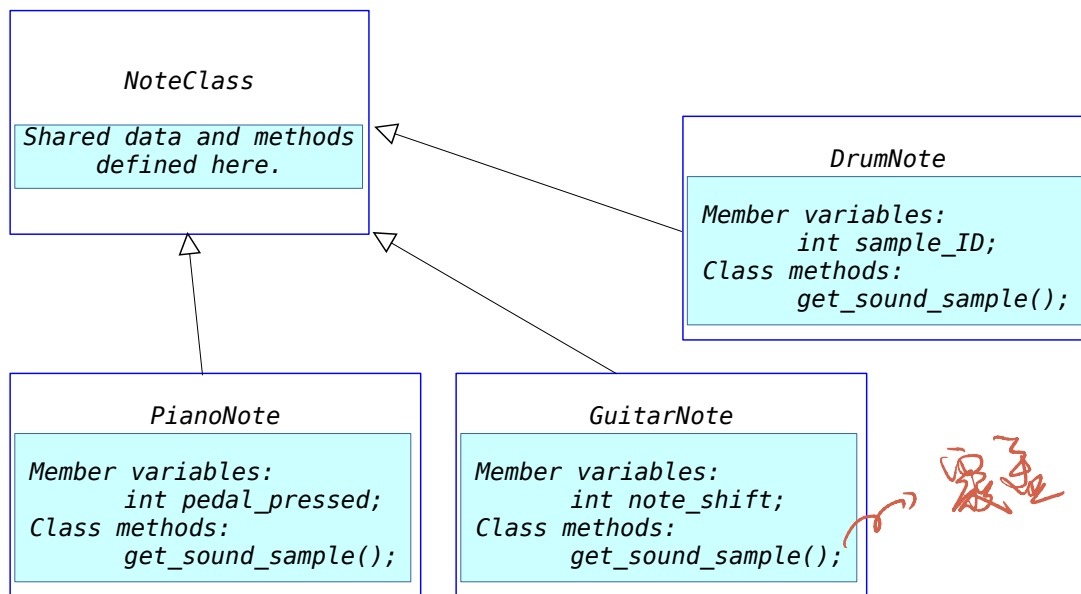 NoteClass
Shared data and methods
defined here.
DrumNote
Member variables:
int sample_ID;
Class methods:
get_sound_sample();
PianoNote
Member variables:
int pedal_pressed;
Class methods:
get_sound_sample();
GuitarNote
Member variables:
int note_shift;
Class methods:
get_sound_sample();